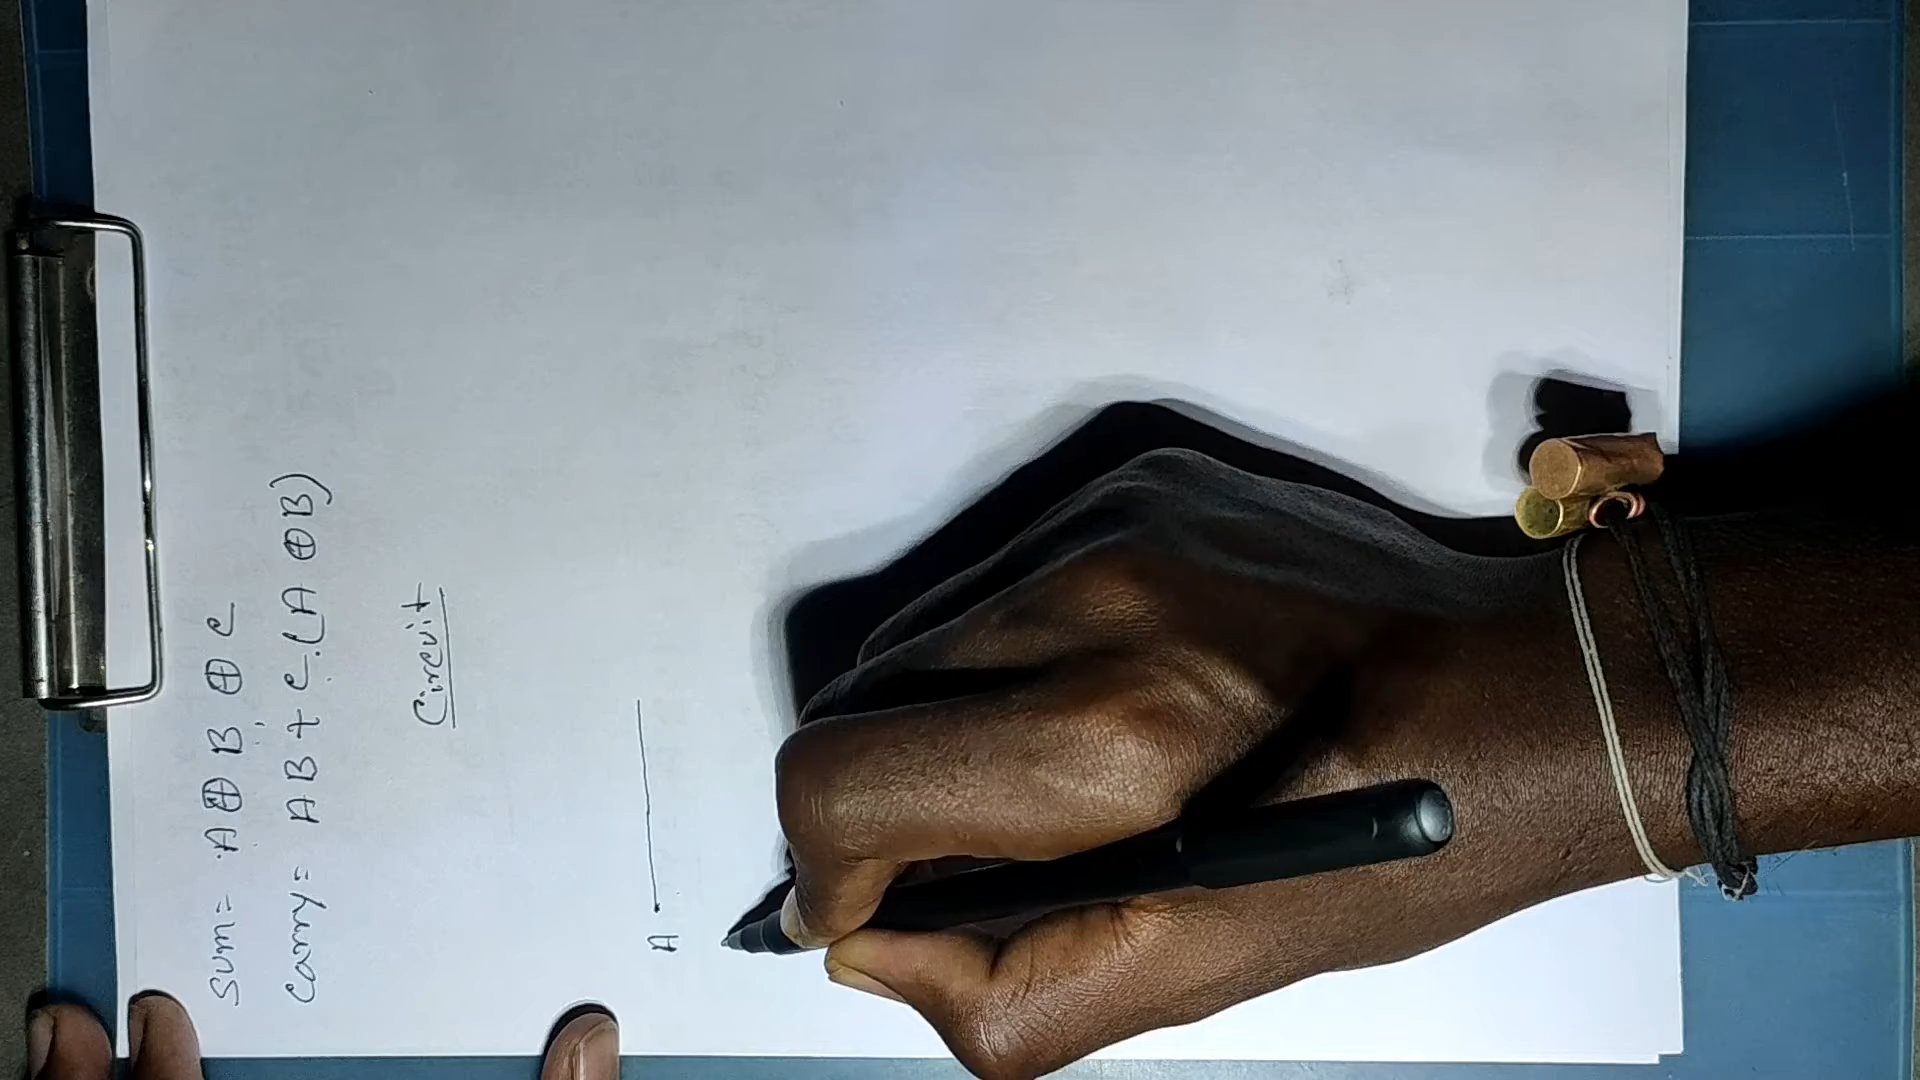 Sum = A ⊕ B ⊕ C
Carry = AB + C.(A ⊕ B)
Circuit
A